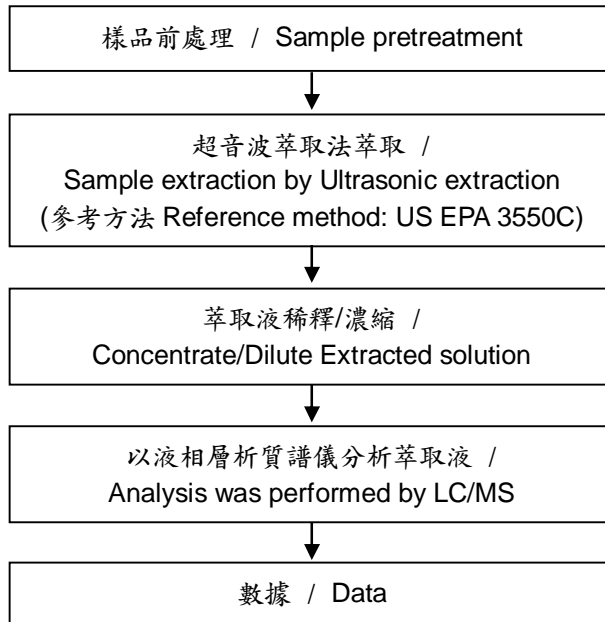 樣品前處理 / Sample pretreatment
超音波萃取法萃取 /
Sample extraction by Ultrasonic extraction
(參考方法 Reference method: US EPA 3550C)
萃取液稀釋/濃縮 /
Concentrate/Dilute Extracted solution
以液相層析質譜儀分析萃取液 /
Analysis was performed by LC/MS
數據 / Data